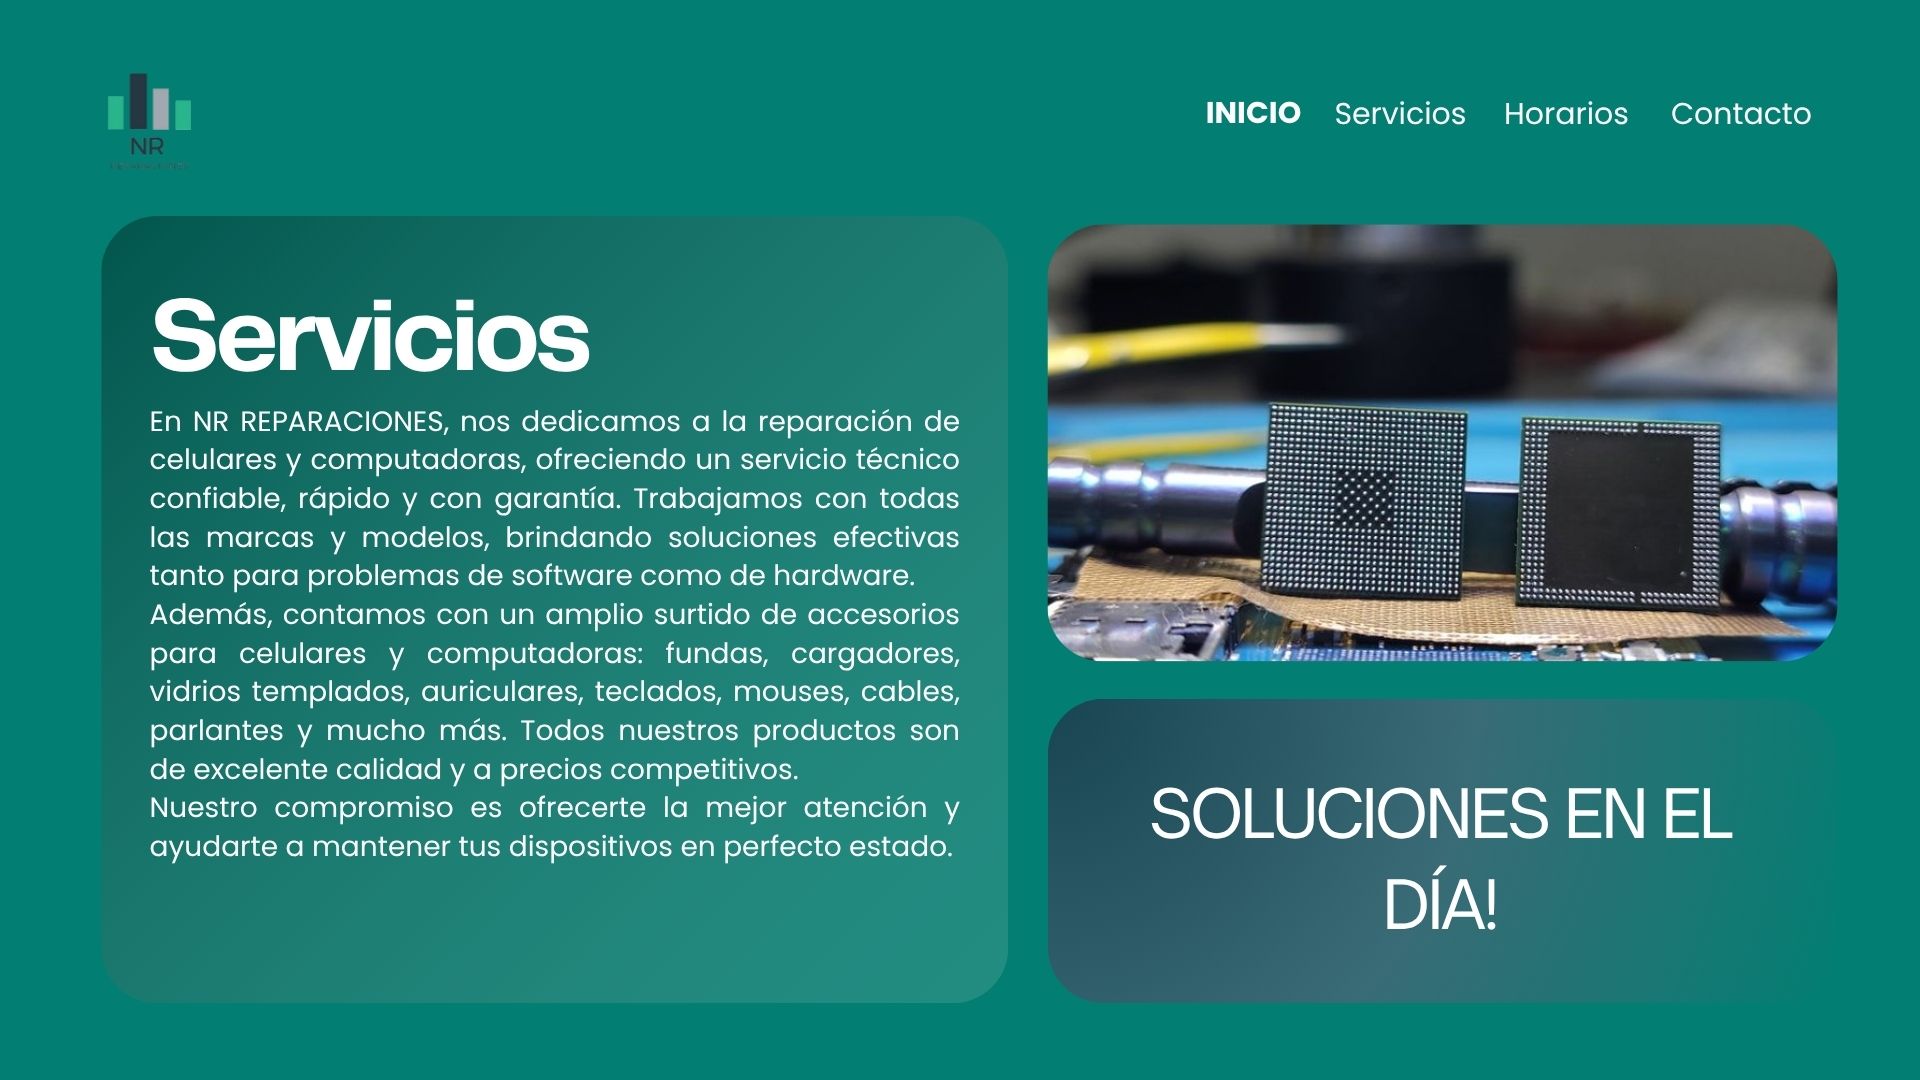 NR
INICIO Servicios Horarios Contacto
Servicios
En NR REPARACIONES, nos dedicamos a la reparación de
celulares y computadoras, ofreciendo un servicio técnico
confiable, rápido y con garantía. Trabajamos con todas
las marcas y modelos, brindando soluciones efectivas
tanto para problemas de software como de hardware.
Además, contamos con un amplio surtido de accesorios
para celulares y computadoras: fundas, cargadores,
vidrios templados, auriculares, teclados, mouses, cables,
parlantes y mucho más. Todos nuestros productos son
de excelente calidad y a precios competitivos.
Nuestro compromiso es ofrecerte la mejor atención y
ayudarte a mantener tus dispositivos en perfecto estado.
SOLUCIONES EN EL
DÍA!